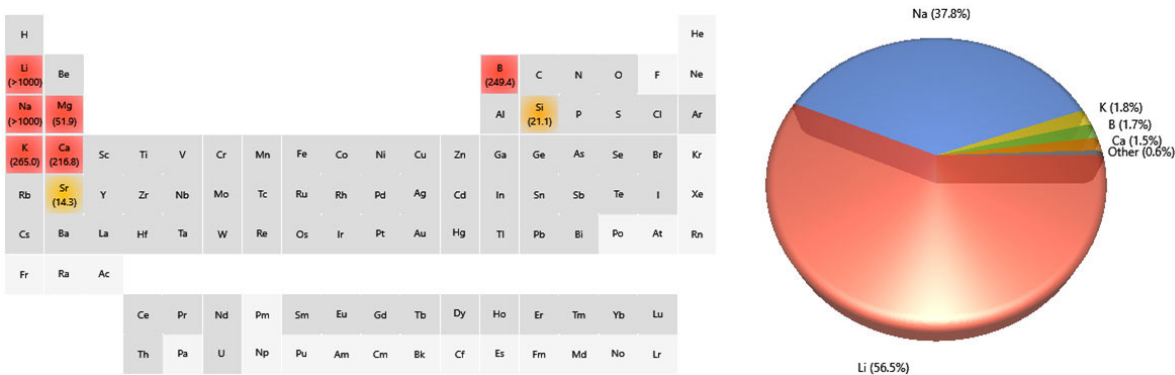 H He
Li Be B C N O F Ne
(>1000) (249.4)
Na Mg Al Si P S Cl Ar
(>1000) (51.9) (21.1)
K Ca Sc Ti V Cr Mn Fe Co Ni Cu Zn Ga Ge As Se Br Kr
(265.0) (216.8)
Rb Sr Y Zr Nb Mo Tc Ru Rh Pd Ag Cd In Sn Sb Te I Xe
(14.3)
Cs Ba La Hf Ta W Re Os Ir Pt Au Hg Tl Pb Bi Po At Rn
Fr Ra Ac
Ce Pr Nd Pm Sm Eu Gd Tb Dy Ho Er Tm Yb Lu
Th Pa U Np Pu Am Cm Bk Cf Es Fm Md No Lr
Na (37.8%)
K (1.8%)
B (1.7%)
Ca (1.5%)
Other (0.6%)
Li (56.5%)